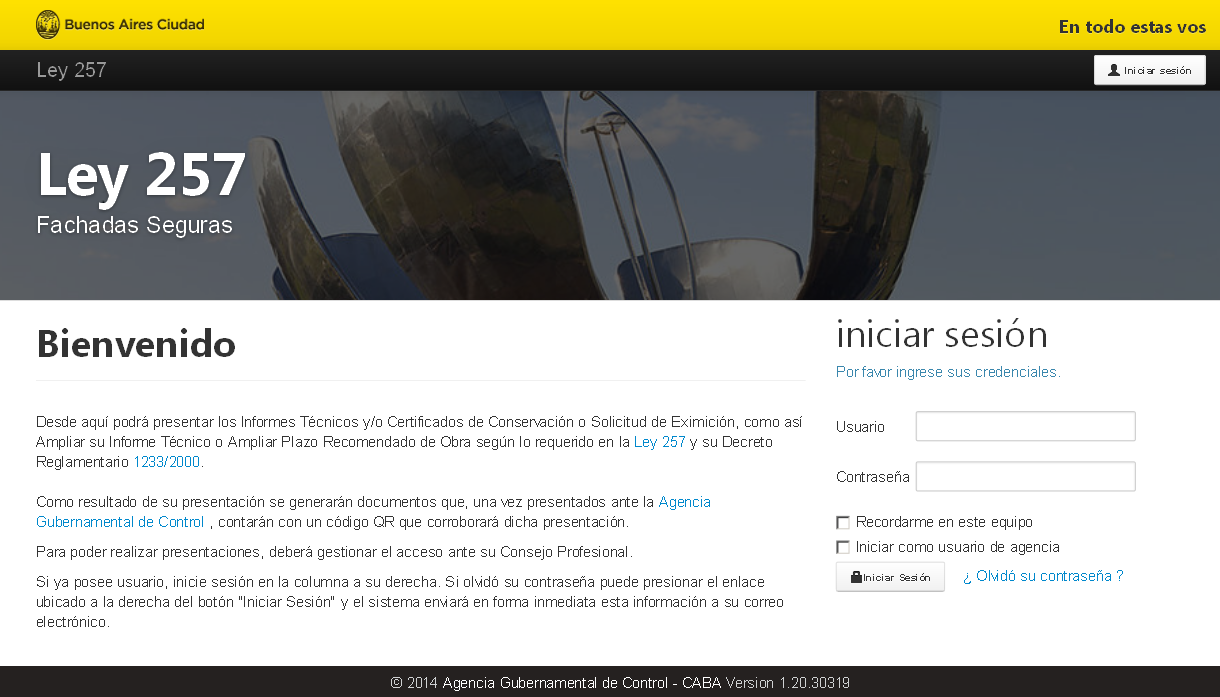 Buenos Aires Ciudad
En todo estas vos
Ley 257
Iniciar sesión
Ley 257
Fachadas Seguras
Bienvenido
Desde aquí podrá presentar los Informes Técnicos y/o Certificados de Conservación o Solicitud de Eximición, como así
Ampliar su Informe Técnico o Ampliar Plazo Recomendado de Obra según lo requerido en la Ley 257 y su Decreto
Reglamentario 1233/2000.
Como resultado de su presentación se generarán documentos que, una vez presentados ante la Agencia
Gubernamental de Control , contarán con un código QR que corroborará dicha presentación.
Para poder realizar presentaciones, deberá gestionar el acceso ante su Consejo Profesional.
Si ya posee usuario, inicie sesión en la columna a su derecha. Si olvidó su contraseña puede presionar el enlace
ubicado a la derecha del botón "Iniciar Sesión" y el sistema enviará en forma inmediata esta información a su correo
electrónico.
iniciar sesión
Por favor ingrese sus credenciales.
Usuario
Contraseña
Recordarme en este equipo
Iniciar como usuario de agencia
Iniciar Sesión
¿ Olvidó su contraseña ?
© 2014 Agencia Gubernamental de Control - CABA Version 1.20.30319